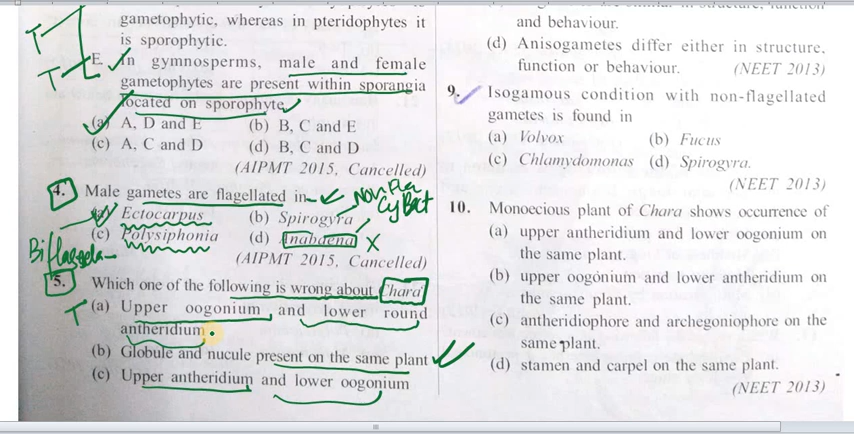 gametophytic, whereas in pteridophytes it
is sporophytic.
T
T
E. In gymnosperms, male and female
gametophytes are present within sporangia
located on sporophyte.
(a) A, D and E (b) B, C and E
(c) A, C and D (d) B, C and D
(AIPMT 2015, Cancelled)
4. Male gametes are flagellated in
Non Fla
Cy Bact
(a) Ectocarpus (b) Spirogyra
(c) Polysiphonia (d) Anabaena X
(AIPMT 2015, Cancelled)
5. Which one of the following is wrong about Chara?
T (a) Upper oogonium and lower round
antheridium.
(b) Globule and nucule present on the same plant
(c) Upper antheridium and lower oogonium
and behaviour.
(d) Anisogametes differ either in structure,
function or behaviour. (NEET 2013)
9. Isogamous condition with non-flagellated
gametes is found in
(a) Volvox (b) Fucus
(c) Chlamydomonas (d) Spirogyra.
(NEET 2013)
10. Monoecious plant of Chara shows occurrence of
(a) upper antheridium and lower oogonium on
the same plant.
(b) upper oogonium and lower antheridium on
the same plant.
(c) antheridiophore and archegoniophore on the
same plant.
(d) stamen and carpel on the same plant.
(NEET 2013)